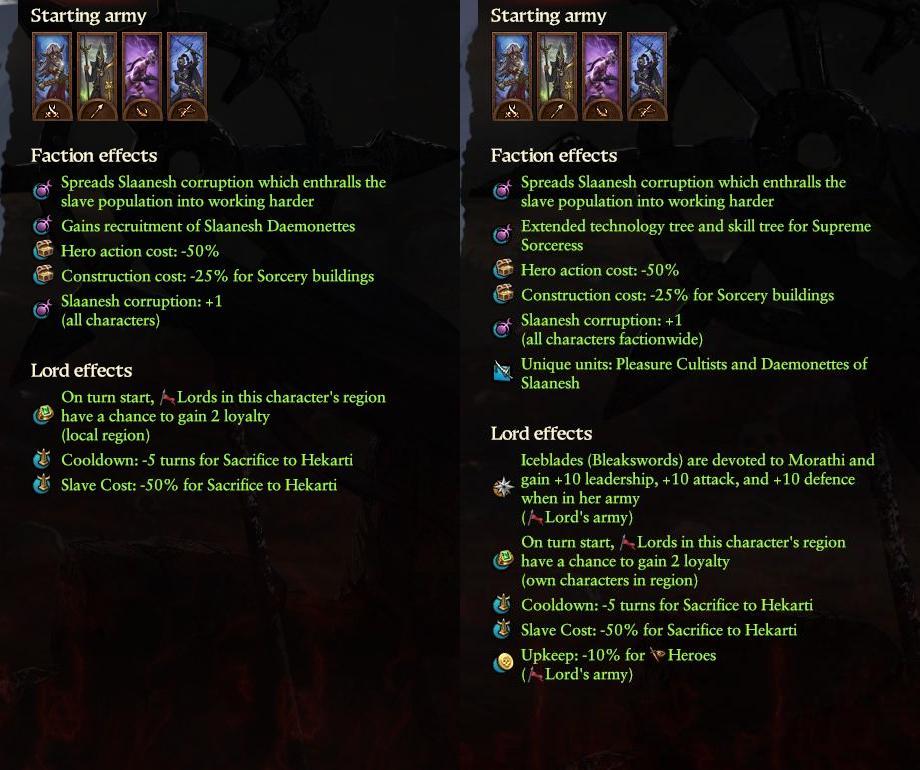 Starting army
Faction effects
Spreads Slaanesh corruption which enthralls the
slave population into working harder
Gains recruitment of Slaanesh Daemonettes
Hero action cost: -50%
Construction cost: -25% for Sorcery buildings
Slaanesh corruption: +1
(all characters)
Lord effects
On turn start, Lords in this character's region
have a chance to gain 2 loyalty
(local region)
Cooldown: -5 turns for Sacrifice to Hekarti
Slave Cost: -50% for Sacrifice to Hekarti
Starting army
Faction effects
Spreads Slaanesh corruption which enthralls the
slave population into working harder
Extended technology tree and skill tree for Supreme
Sorceress
Hero action cost: -50%
Construction cost: -25% for Sorcery buildings
Slaanesh corruption: +1
(all characters factionwide)
Unique units: Pleasure Cultists and Daemonettes of
Slaanesh
Lord effects
Iceblades (Bleakswords) are devoted to Morathi and
gain +10 leadership, +10 attack, and +10 defence
when in her army
(Lord's army)
On turn start, Lords in this character's region
have a chance to gain 2 loyalty
(own characters in region)
Cooldown: -5 turns for Sacrifice to Hekarti
Slave Cost: -50% for Sacrifice to Hekarti
Upkeep: -10% for Heroes
(Lord's army)